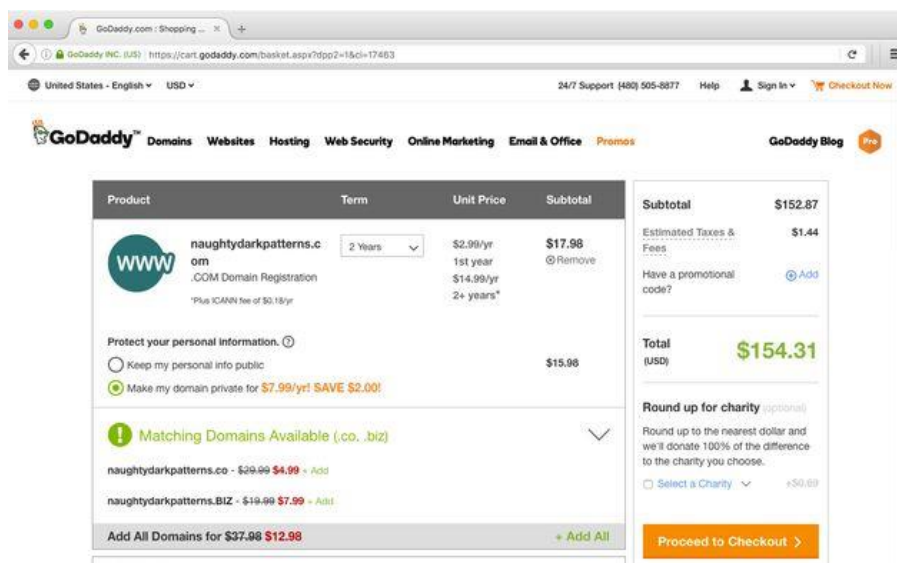 GoDaddy.com : Shopping ...
GoDaddy INC. (US) https://cart.godaddy.com/basket.aspx?dpp2=1&ci=17463
United States - English USD 24/7 Support (480) 505-8877 Help Sign In Checkout Now
GoDaddy™ Domains Websites Hosting Web Security Online Marketing Email & Office Promos GoDaddy Blog Pro
Product Term Unit Price Subtotal
www
naughtydarkpatterns.c
om
.COM Domain Registration
*Plus ICANN fee of $0.18/yr
2 Years
$2.99/yr
1st year
$14.99/yr
2+ years*
$17.98
Remove
Protect your personal information. ?
Keep my personal info public
$15.98
Make my domain private for $7.99/yr! SAVE $2.00!
! Matching Domains Available (.co, .biz)
naughtydarkpatterns.co - $29.99 $4.99 + Add
naughtydarkpatterns.BIZ - $19.99 $7.99 + Add
Add All Domains for $37.98 $12.98 + Add All
Subtotal $152.87
Estimated Taxes & $1.44
Fees
Have a promotional + Add
code?
Total
(USD)
$154.31
Round up for charity (optional)
Round up to the nearest dollar and
we'll donate 100% of the difference
to the charity you choose.
Select a Charity +$0.69
Proceed to Checkout >